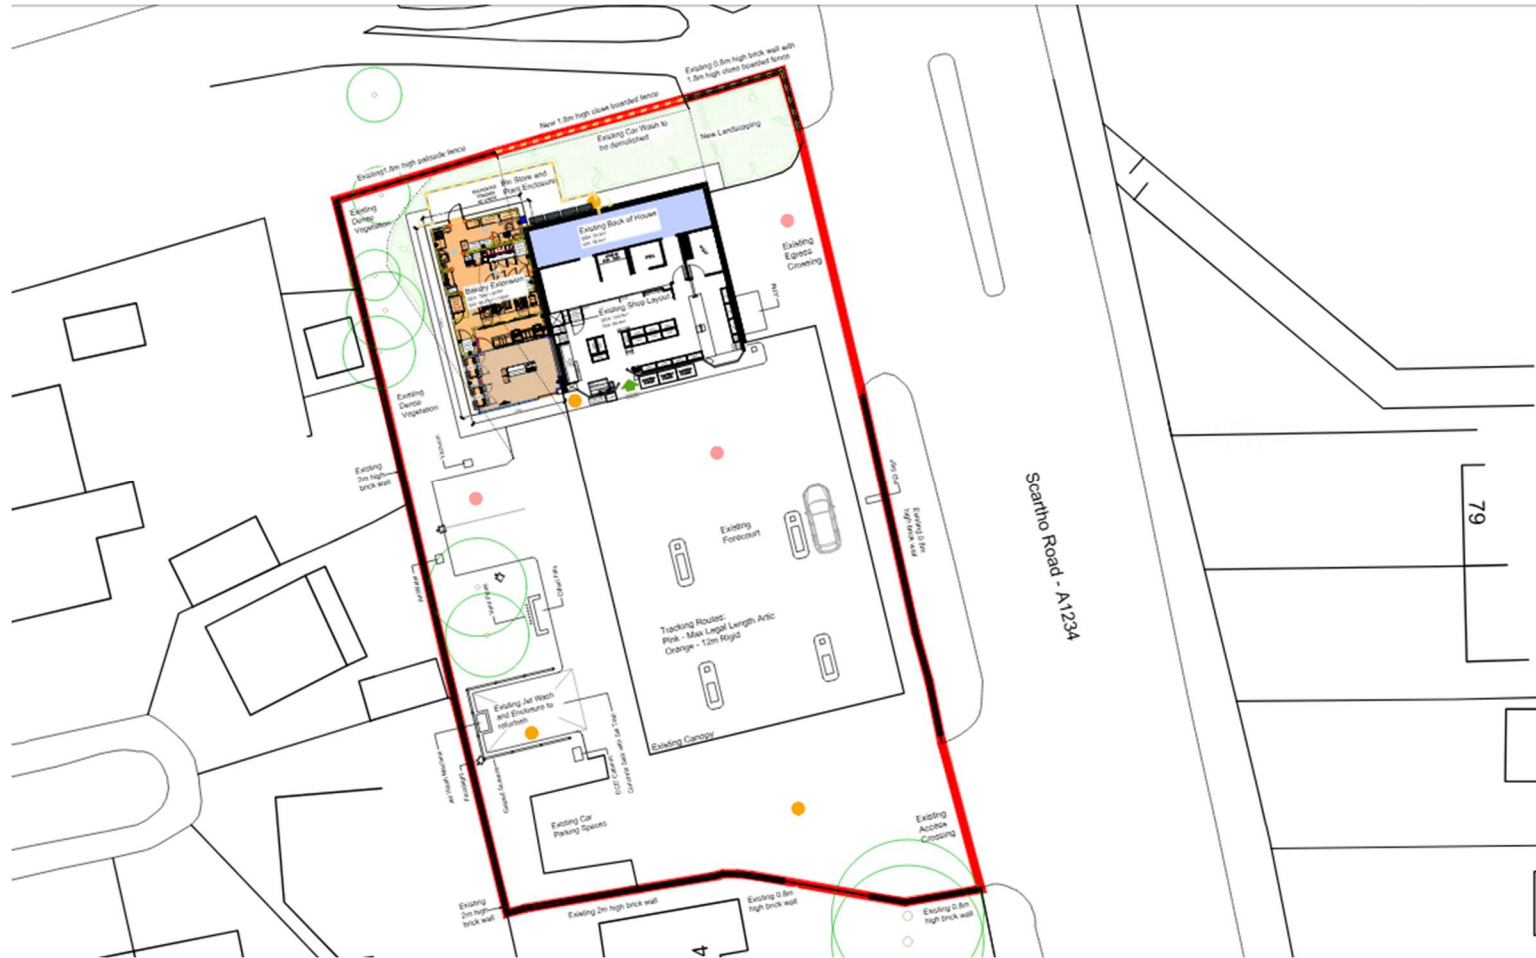 Existing 0.8m high brick wall with
1.8m high close boarded fence
New 1.8m high close boarded fence
Existing Car Wash to
be demolished
New Landscaping
Existing1.8m high palisade fence
Bin Store and
Plant Enclosure
Existing
Dense
Vegetation
Existing Back of House
Existing
Egress
Crossing
Bakery Extension
Existing Shop Layout
ATM
Existing
Dense
Vegetation
Existing
2m high
brick wall
Existing 0.8m
high brick wall
Scartho Road - A1234
79
Existing
Forecourt
Tracking Routes:
Pink - Max Legal Length Artic
Orange - 12m Rigid
Existing Jet Wash
and Enclosure to
refurbish
Existing Canopy
Existing Car
Parking Spaces
Existing
Access
Crossing
Existing
2m high
brick wall
Existing 2m high brick wall
Existing 0.8m
high brick wall
Existing 0.8m
high brick wall
4